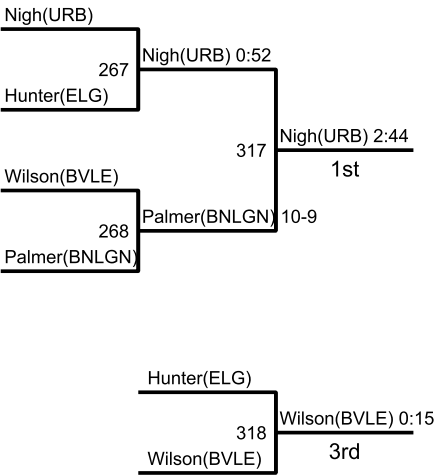 Nigh(URB)
267
Nigh(URB) 0:52
Hunter(ELG)
317
Nigh(URB) 2:44
1st
Wilson(BVLE)
268
Palmer(BNLGN) 10-9
Palmer(BNLGN)
Hunter(ELG)
318
Wilson(BVLE) 0:15
3rd
Wilson(BVLE)